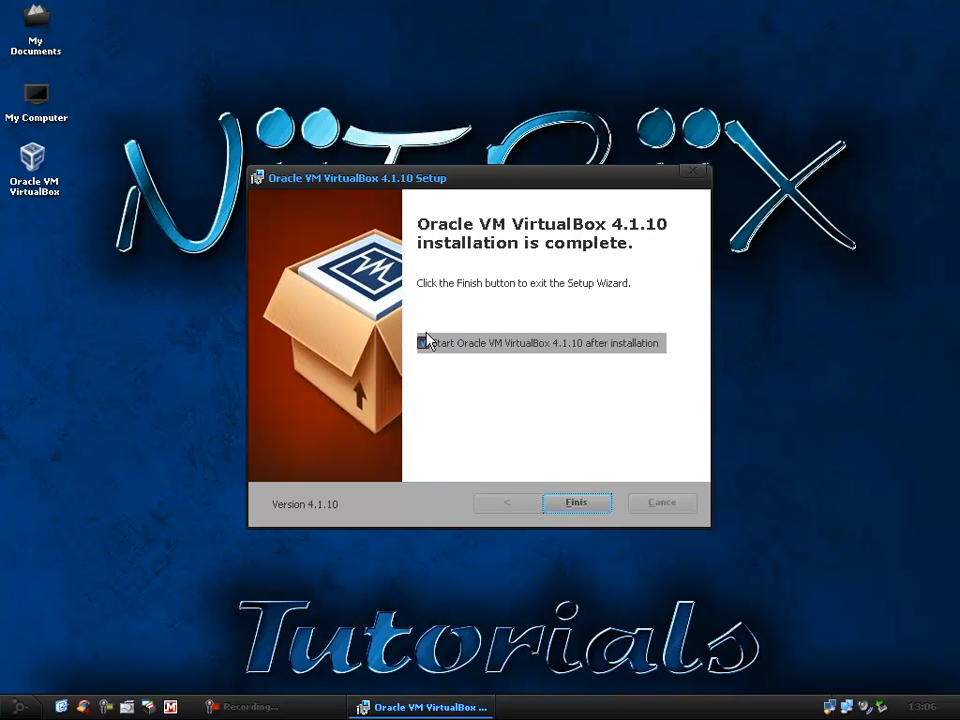 My
Documents
My Computer
Oracle VM
VirtualBox
NïTRïX
Oracle VM VirtualBox 4.1.10 Setup
Oracle VM VirtualBox 4.1.10
installation is complete.
Click the Finish button to exit the Setup Wizard.
Start Oracle VM VirtualBox 4.1.10 after installation
Version 4.1.10
<
Finis
Cance
Tutorials
Recording...
Oracle VM VirtualBox ...
13:06